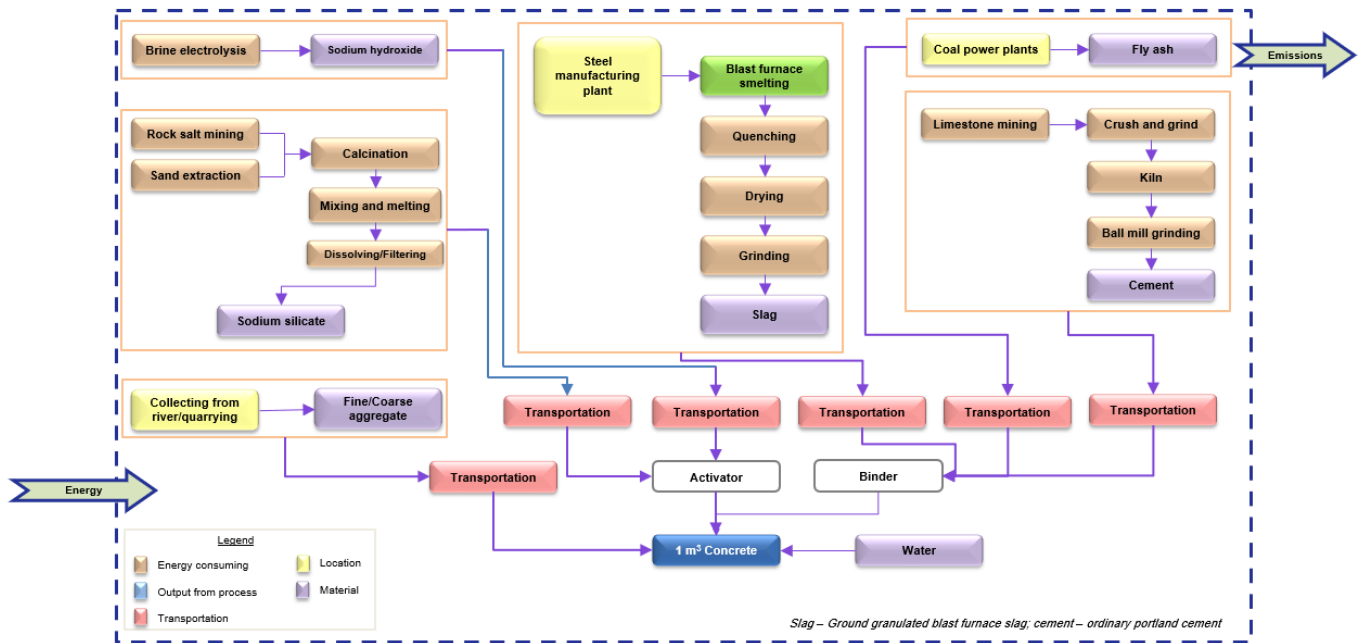 Brine electrolysis
Sodium hydroxide
Rock salt mining
Sand extraction
Calcination
Mixing and melting
Dissolving/Filtering
Sodium silicate
Collecting from
river/quarrying
Fine/Coarse
aggregate
Steel
manufacturing
plant
Blast furnace
smelting
Quenching
Drying
Grinding
Slag
Coal power plants
Fly ash
Emissions
Limestone mining
Crush and grind
Kiln
Ball mill grinding
Cement
Transportation
Transportation
Transportation
Transportation
Transportation
Energy
Transportation
Activator
Binder
1 m³ Concrete
Water
Legend
Energy consuming
Location
Output from process
Material
Transportation
Slag – Ground granulated blast furnace slag; cement – ordinary portland cement